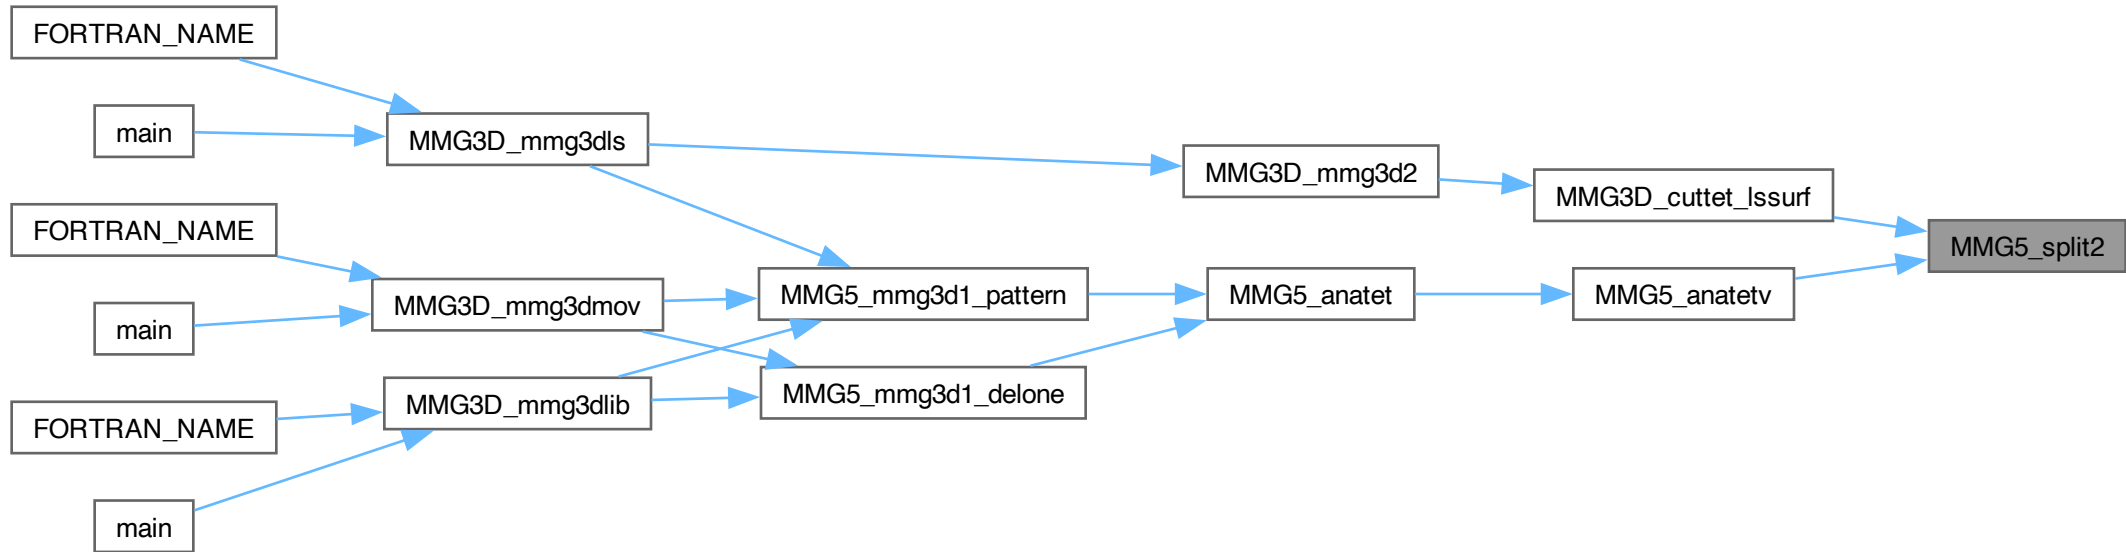 FORTRAN_NAME
main
MMG3D_mmg3dls
MMG3D_mmg3d2
MMG3D_cuttet_lssurf
MMG5_split2
FORTRAN_NAME
MMG3D_mmg3dmov
MMG5_mmg3d1_pattern
MMG5_anatet
MMG5_anatetv
main
MMG3D_mmg3dlib
MMG5_mmg3d1_delone
FORTRAN_NAME
main